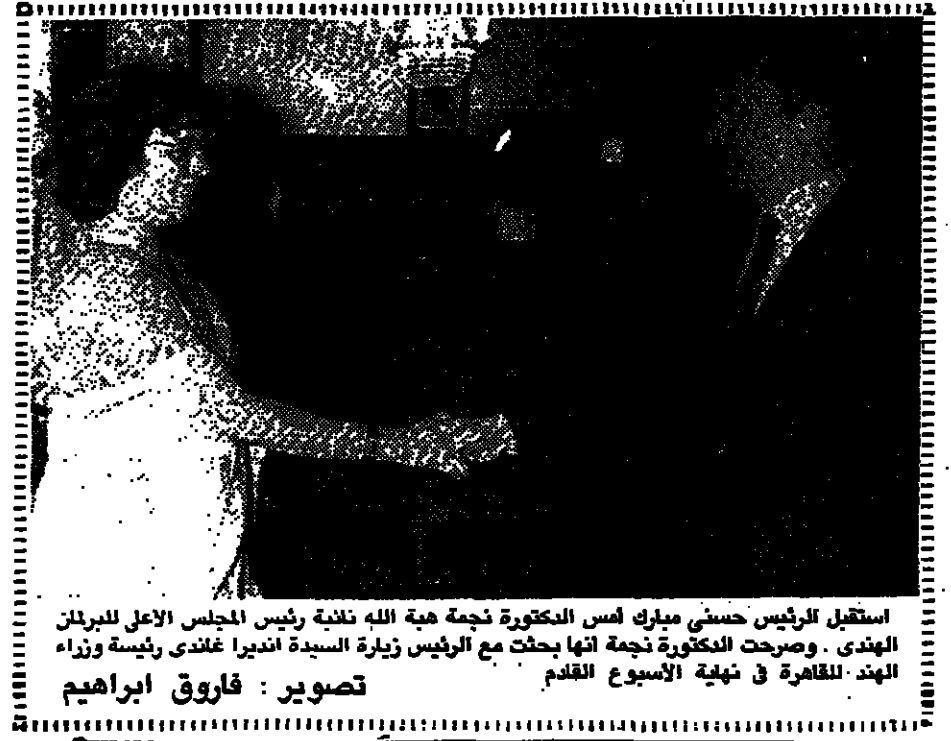 استقبل الرئيس حسنى مبارك أمس الدكتورة نجمة هبة الله نائبة رئيس المجلس الاعلى للبرلمان
الهندى . وصرحت الدكتورة نجمة انها بحثت مع الرئيس زيارة السيدة انديرا غاندى رئيسة وزراء
الهند للقاهرة فى نهاية الأسبوع القادم
تصوير : فاروق ابراهيم